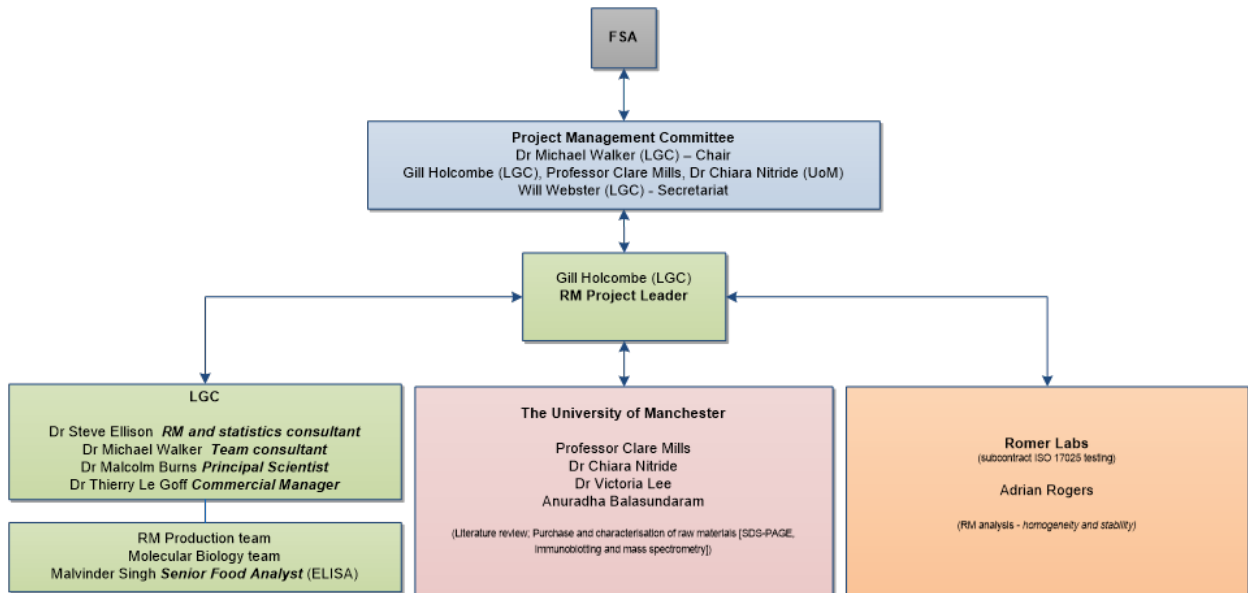 FSA
Project Management Committee
Dr Michael Walker (LGC) – Chair
Gill Holcombe (LGC), Professor Clare Mills, Dr Chiara Nitride (UoM)
Will Webster (LGC) - Secretariat
Gill Holcombe (LGC)
RM Project Leader
LGC
Dr Steve Ellison RM and statistics consultant
Dr Michael Walker Team consultant
Dr Malcolm Burns Principal Scientist
Dr Thierry Le Goff Commercial Manager
RM Production team
Molecular Biology team
Malvinder Singh Senior Food Analyst (ELISA)
The University of Manchester
Professor Clare Mills
Dr Chiara Nitride
Dr Victoria Lee
Anuradha Balasundaram
(Literature review; Purchase and characterisation of raw materials [SDS-PAGE,
immunoblotting and mass spectrometry])
Romer Labs
(subcontract ISO 17025 testing)
Adrian Rogers
(RM analysis - homogeneity and stability)